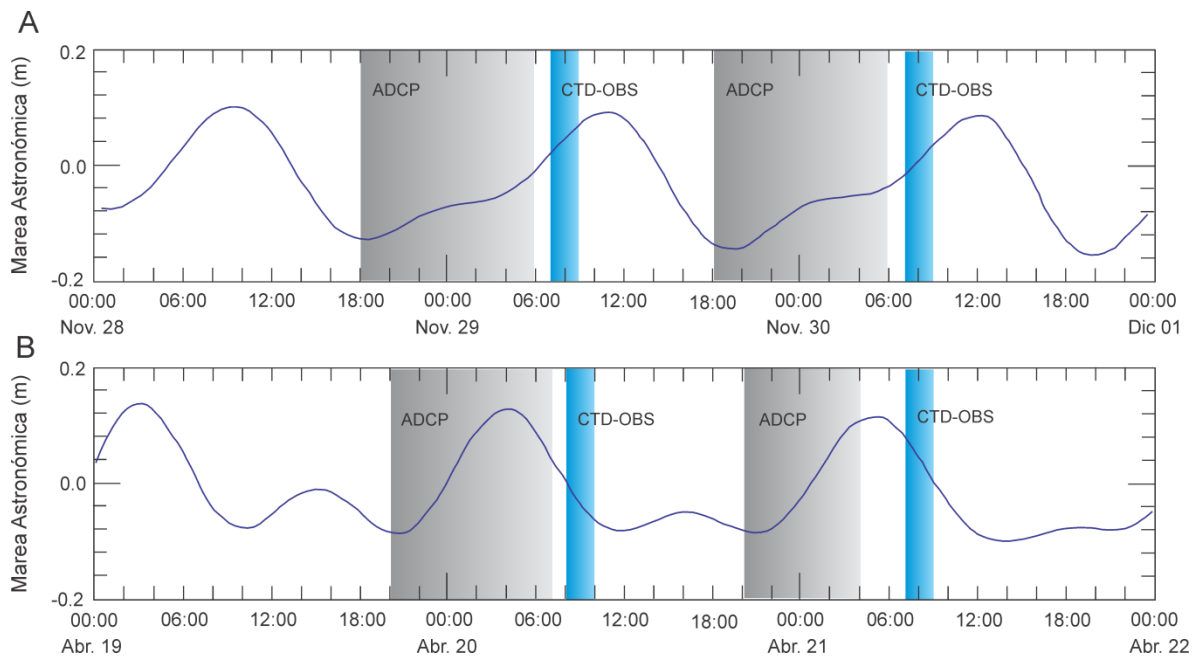 A
Marea Astronómica (m)
0.2
0.0
-0.2
ADCP
CTD-OBS
ADCP
CTD-OBS
00:00 06:00 12:00 18:00 00:00 06:00 12:00 18:00 00:00 06:00 12:00 18:00 00:00
Nov. 28 Nov. 29 Nov. 30 Dic 01
B
Marea Astronómica (m)
0.2
0.0
-0.2
ADCP
CTD-OBS
ADCP
CTD-OBS
00:00 06:00 12:00 18:00 00:00 06:00 12:00 18:00 00:00 06:00 12:00 18:00 00:00
Abr. 19 Abr. 20 Abr. 21 Abr. 22